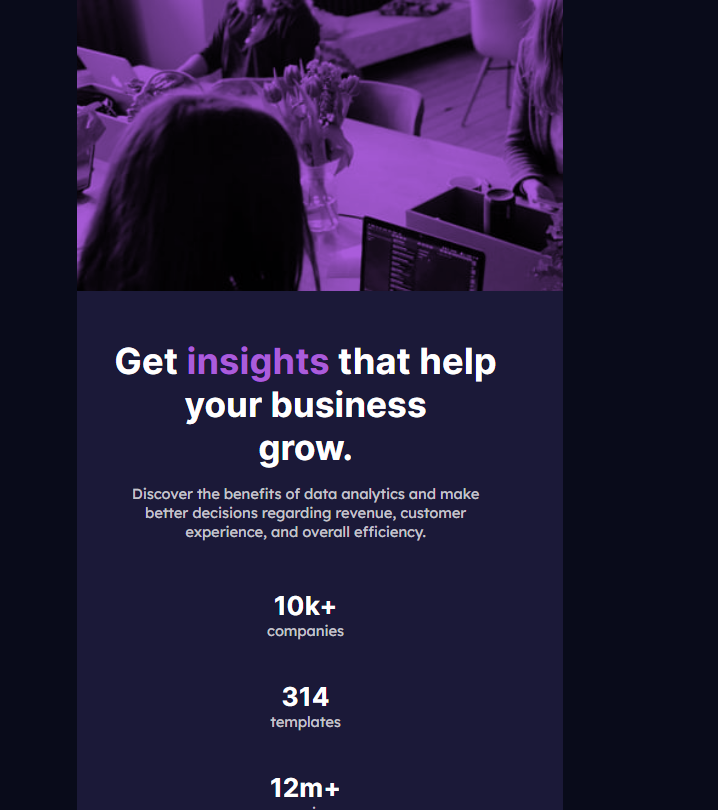 Get insights that help
your business
grow.
Discover the benefits of data analytics and make
better decisions regarding revenue, customer
experience, and overall efficiency.
10k+
companies
314
templates
12m+